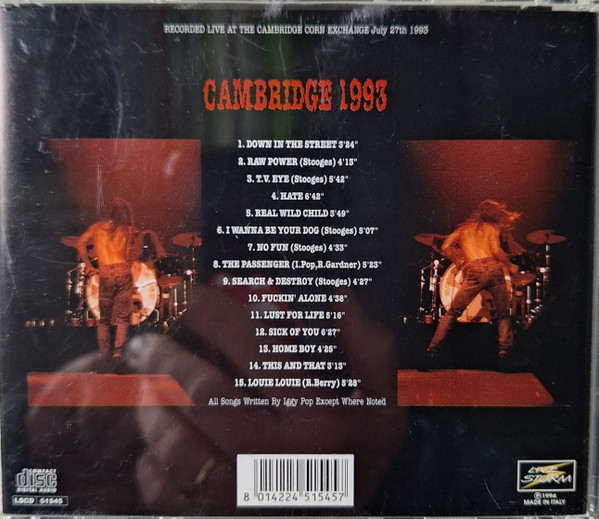 RECORDED LIVE AT THE CAMBRIDGE CORN EXCHANGE July 27th 1993
CAMBRIDGE 1993
1. DOWN IN THE STREET 3'24"
2. RAW POWER (Stooges) 4'13"
3. T.V. EYE (Stooges) 5'42"
4. HATE 6'42"
5. REAL WILD CHILD 3'49"
6. I WANNA BE YOUR DOG (Stooges) 5'07"
7. NO FUN (Stooges) 4'33"
8. THE PASSENGER (I.Pop,R.Gardner) 5'23"
9. SEARCH & DESTROY (Stooges) 4'27"
10. FUCKIN' ALONE 4'38"
11. LUST FOR LIFE 5'16"
12. SICK OF YOU 6'27"
13. HOME BOY 4'25"
14. THIS AND THAT 3'13"
15. LOUIE LOUIE (R.Berry) 5'28"
All Songs Written By Iggy Pop Except Where Noted
COMPACT
disc
DIGITAL AUDIO
LSCD 51545
8 014224 515457
LIVE
STORM
℗1994
MADE IN ITALY